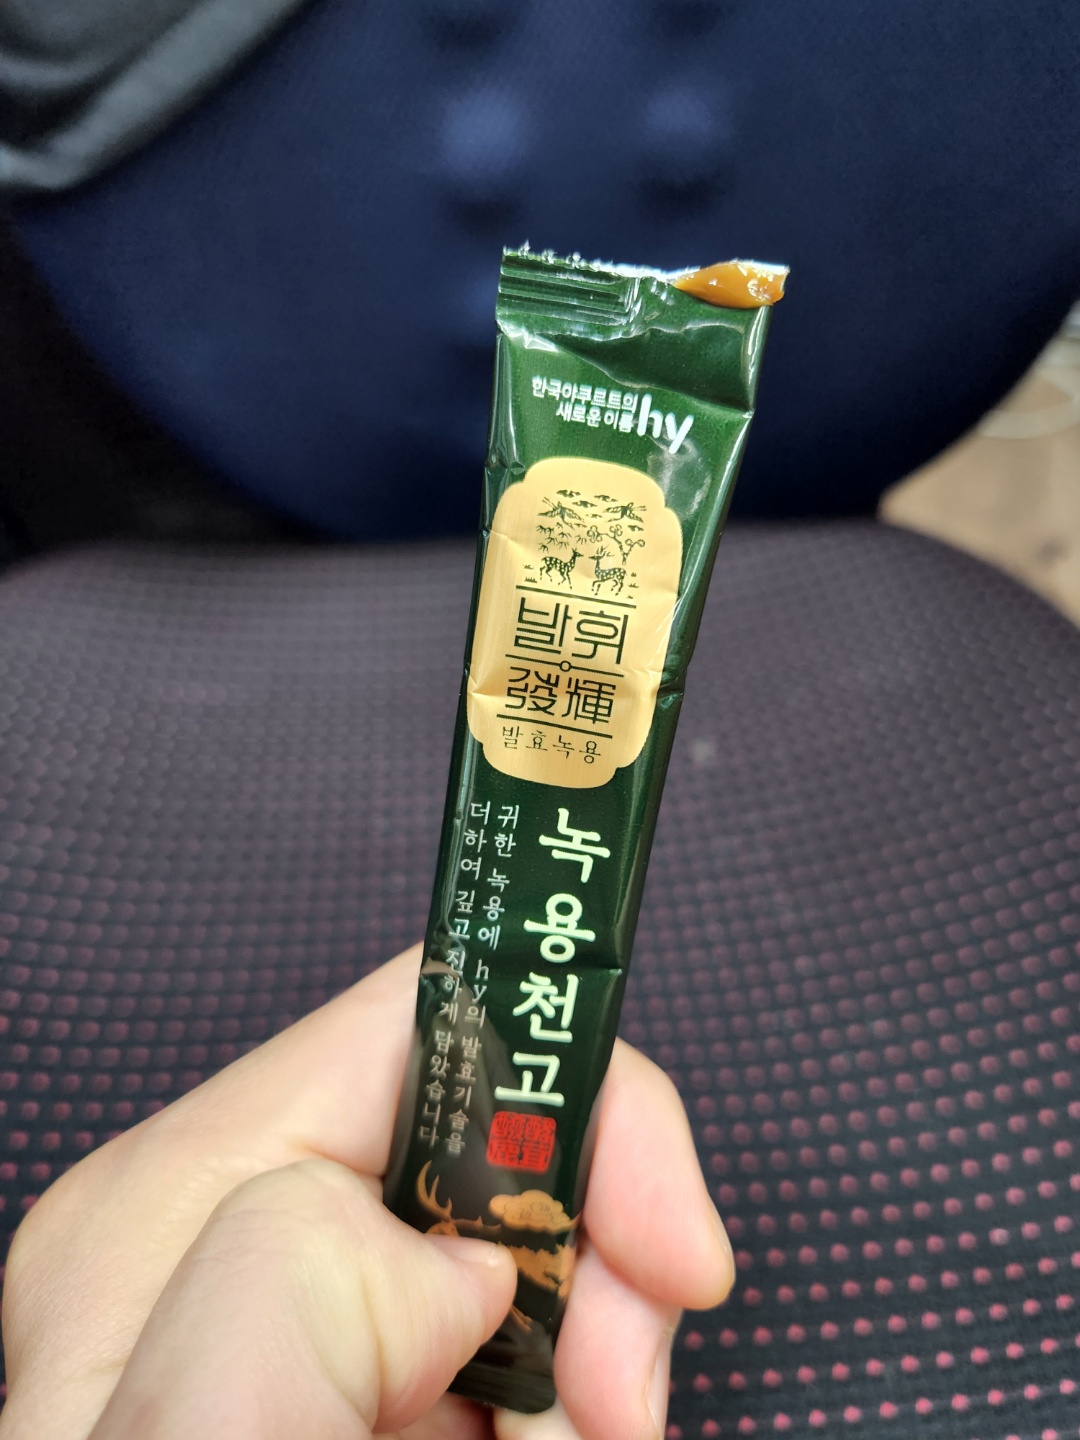 한국야쿠르트의
새로운 이름 hy
발휘
發輝
발효녹용
녹용천고
귀한 녹용에 hy의 발효기술을
더하여 깊고 진하게 담았습니다